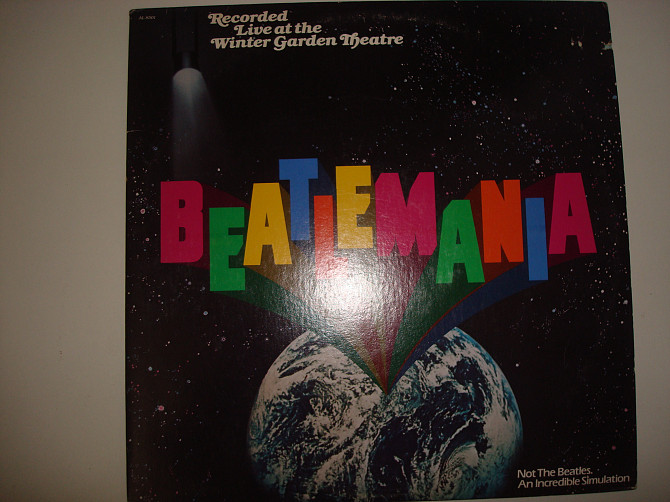 Recorded
Live at the
Winter Garden Theatre
BEATLEMANIA
Not The Beatles.
An Incredible Simulation